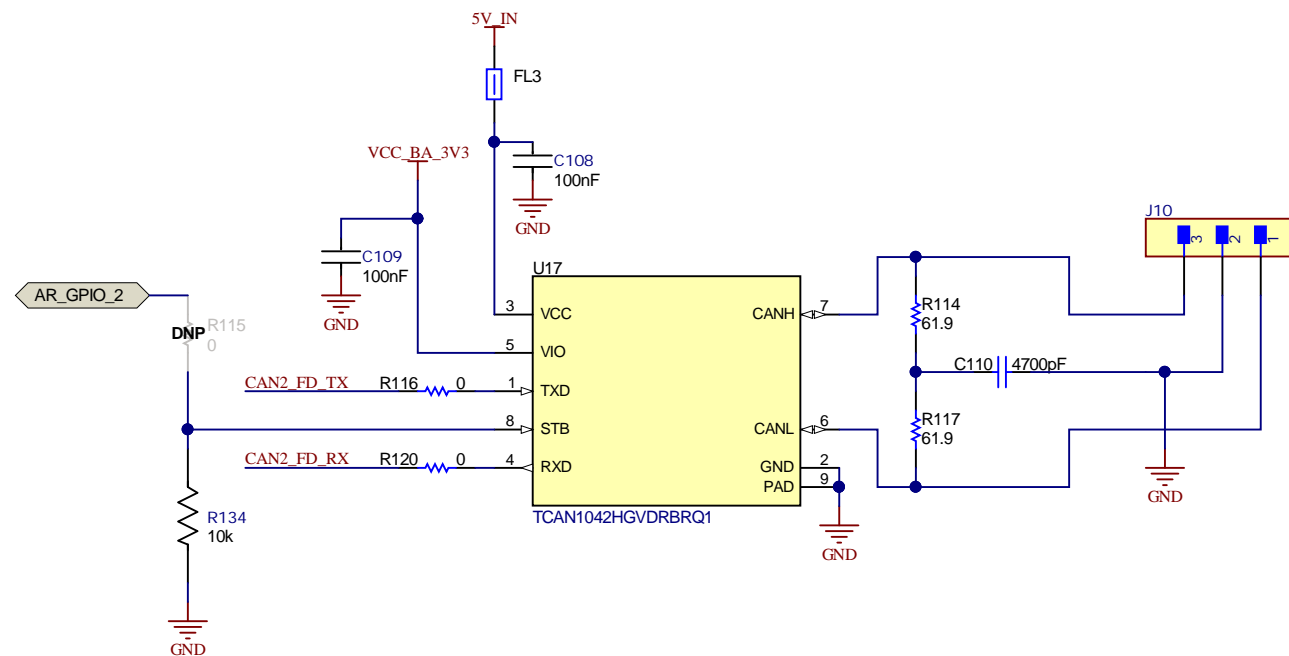 5V_IN
FL3
VCC_BA_3V3
C108
100nF
GND
C109
100nF
GND
J10
3
2
1
U17
AR_GPIO_2
DNP
R115
0
3
VCC
CANH
7
R114
61.9
5
VIO
CAN2_FD_TX
R116
0
1
TXD
C110
4700pF
8
STB
CANL
6
R117
61.9
CAN2_FD_RX
R120
0
4
RXD
GND
2
PAD
9
GND
TCAN1042HGVDRBRQ1
R134
10k
GND
GND